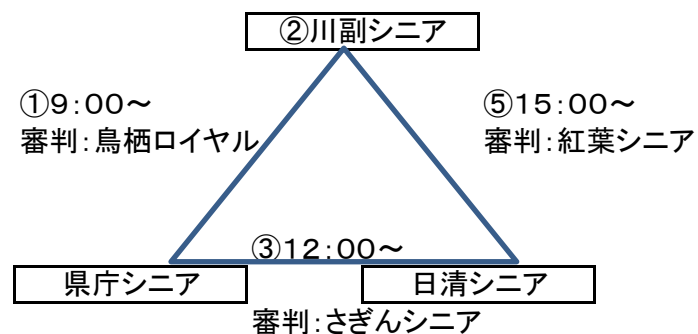 ②川副シニア
①9:00～
審判:鳥栖ロイヤル
⑤15:00～
審判:紅葉シニア
③12:00～
県庁シニア
日清シニア
審判:さぎんシニア